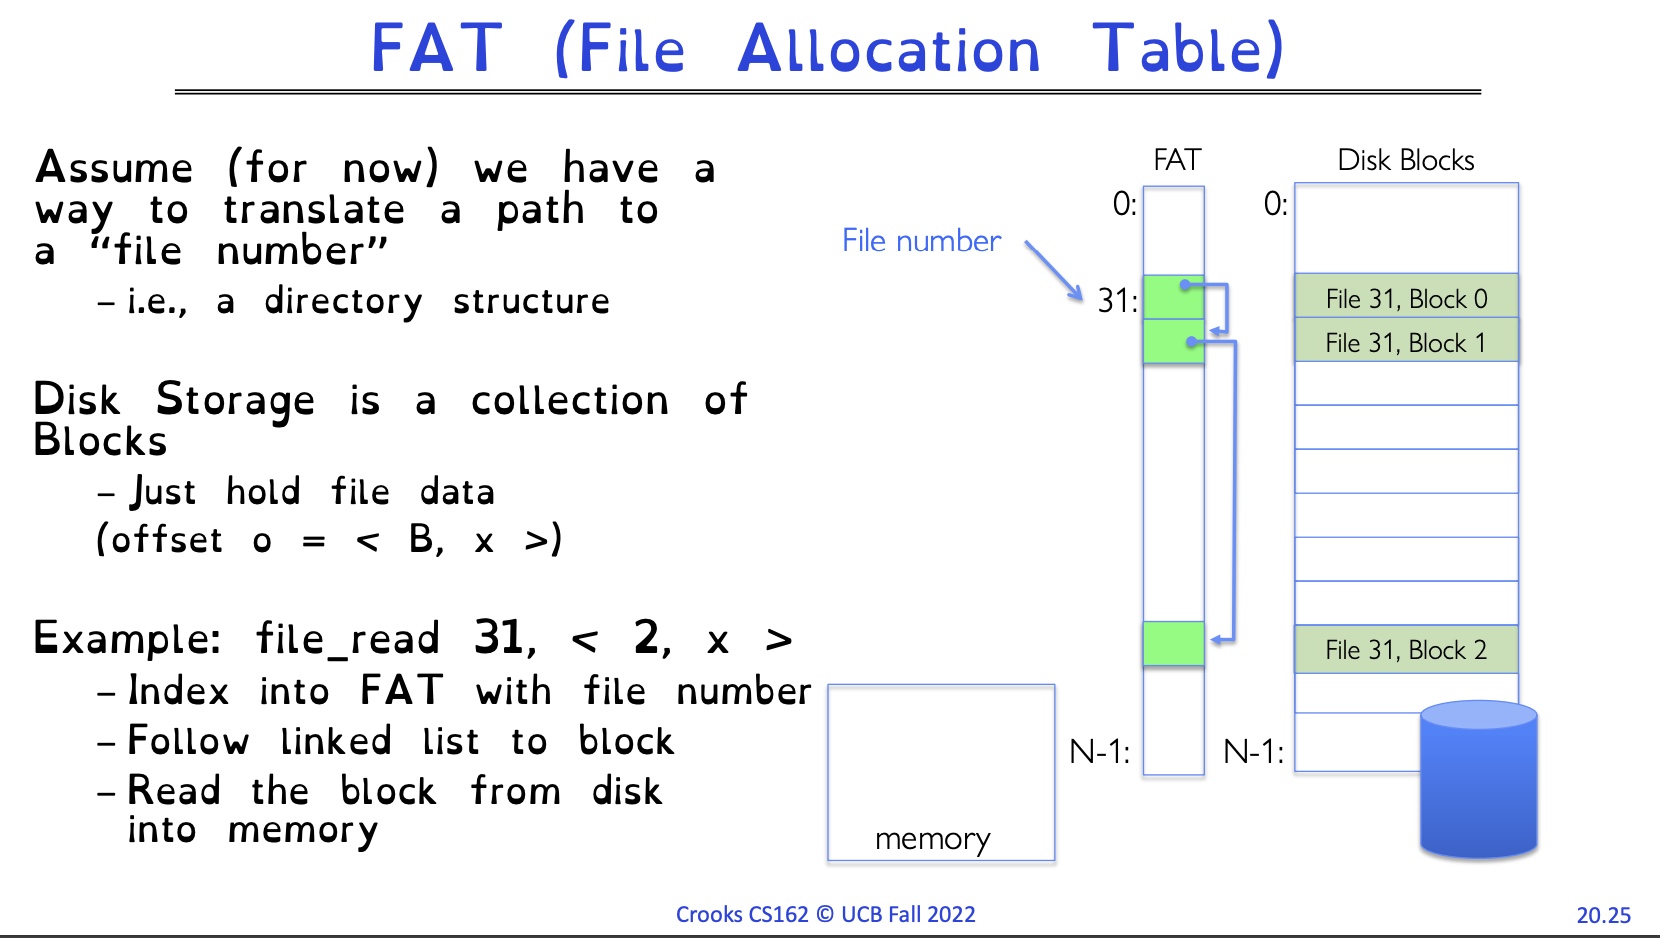 FAT (File Allocation Table)
Assume (for now) we have a
way to translate a path to
a “file number”
– i.e., a directory structure
Disk Storage is a collection of
Blocks
– Just hold file data
(offset o = < B, x >)
Example: file_read 31, < 2, x >
– Index into FAT with file number
– Follow linked list to block
– Read the block from disk
into memory
FAT
Disk Blocks
0:
0:
File number
31:
File 31, Block 0
File 31, Block 1
File 31, Block 2
N-1:
N-1:
memory
Crooks CS162 © UCB Fall 2022
20.25